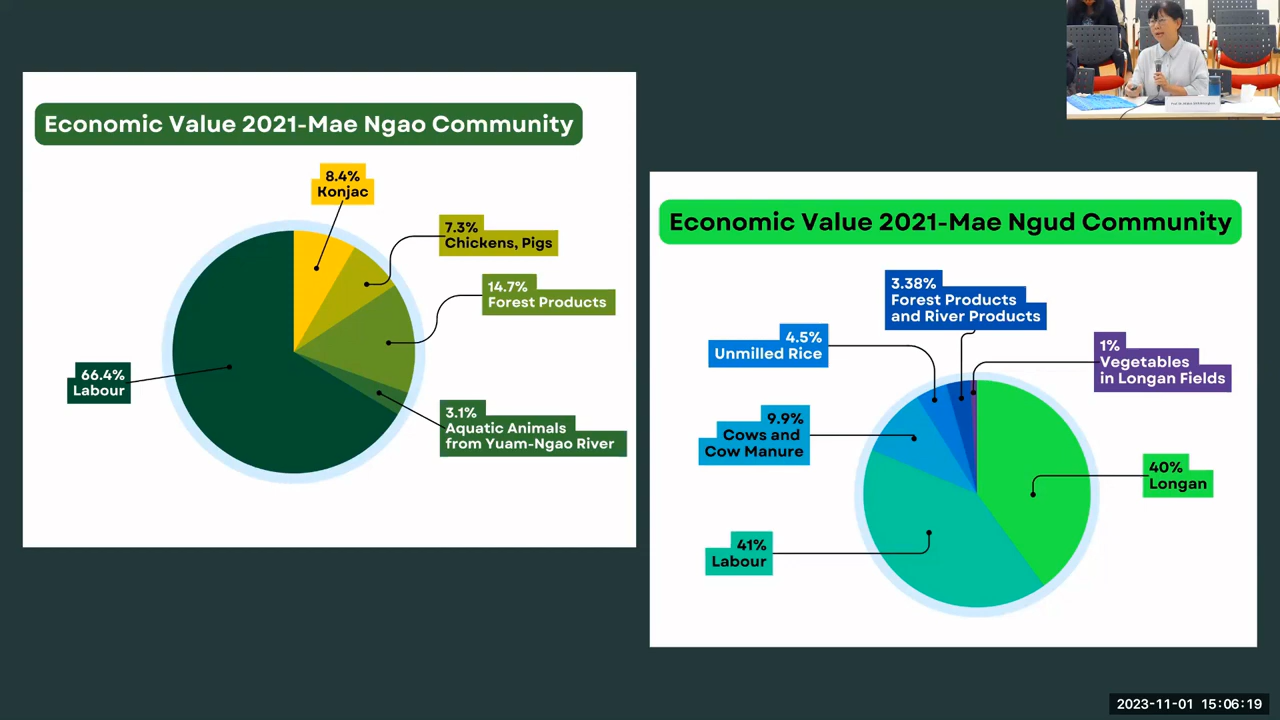 Economic Value 2021-Mae Ngao Community
8.4%
Konjac
7.3%
Chickens, Pigs
14.7%
Forest Products
66.4%
Labour
3.1%
Aquatic Animals
from Yuam-Ngao River
Economic Value 2021-Mae Ngud Community
3.38%
Forest Products
and River Products
4.5%
Unmilled Rice
1%
Vegetables
in Longan Fields
9.9%
Cows and
Cow Manure
40%
Longan
41%
Labour
2023-11-01 15:06:19